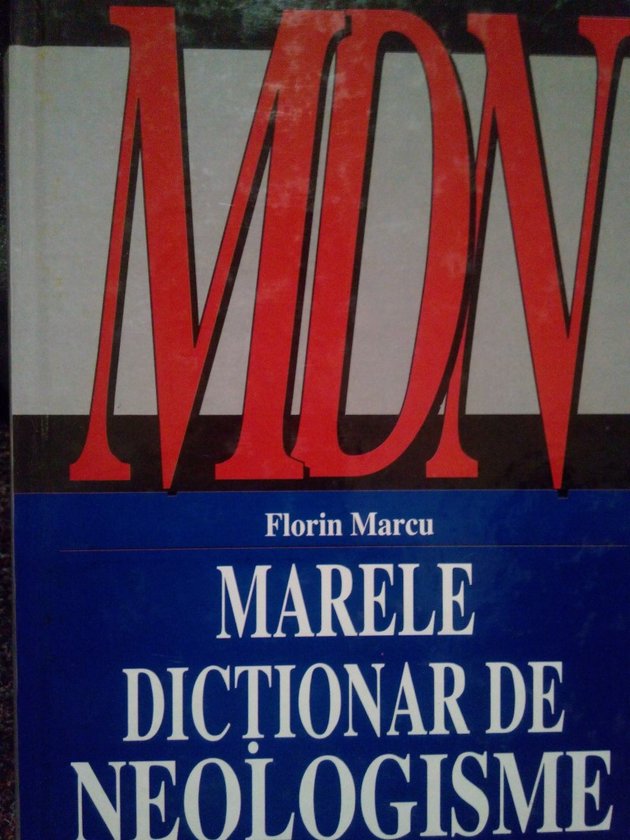 MDN
Florin Marcu
MARELE
DICȚIONAR DE
NEOLOGISME